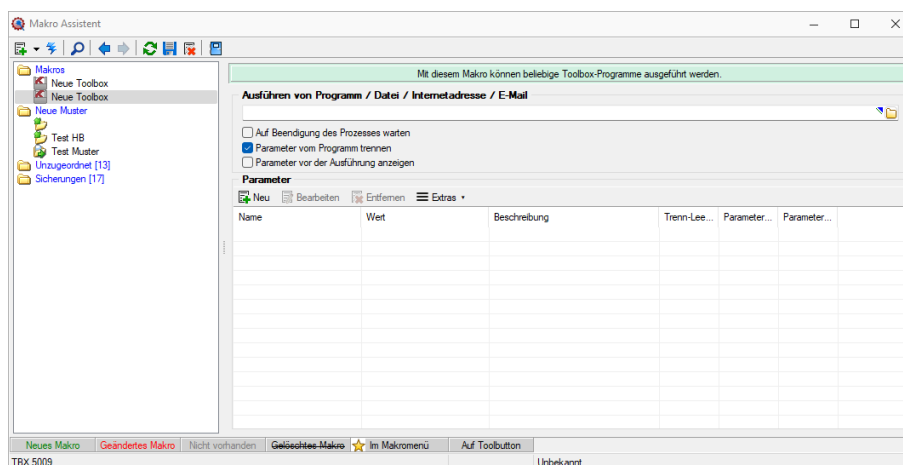 Makro Assistent
Makros
Neue Toolbox
Neue Toolbox
Neue Muster
Test HB
Test Muster
Unzugeordnet [13]
Sicherungen [17]
Mit diesem Makro können beliebige Toolbox-Programme ausgeführt werden.
Ausführen von Programm / Datei / Internetadresse / E-Mail
Auf Beendigung des Prozesses warten
Parameter vom Programm trennen
Parameter vor der Ausführung anzeigen
Parameter
Neu Bearbeiten Entfernen Extras
Name Wert Beschreibung Trenn-Lee... Parameter... Parameter...
Neues Makro Geändertes Makro Nicht vorhanden Gelöschtes Makro Im Makromenü Auf Toolbutton
TBX 5009 Unbekannt